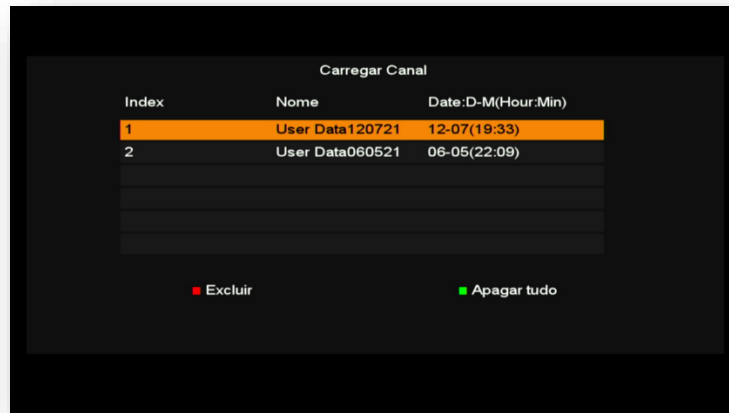 Carregar Canal
Index Nome Date:D-M(Hour:Min)
1 User Data120721 12-07(19:33)
2 User Data060521 06-05(22:09)
Excluir Apagar tudo